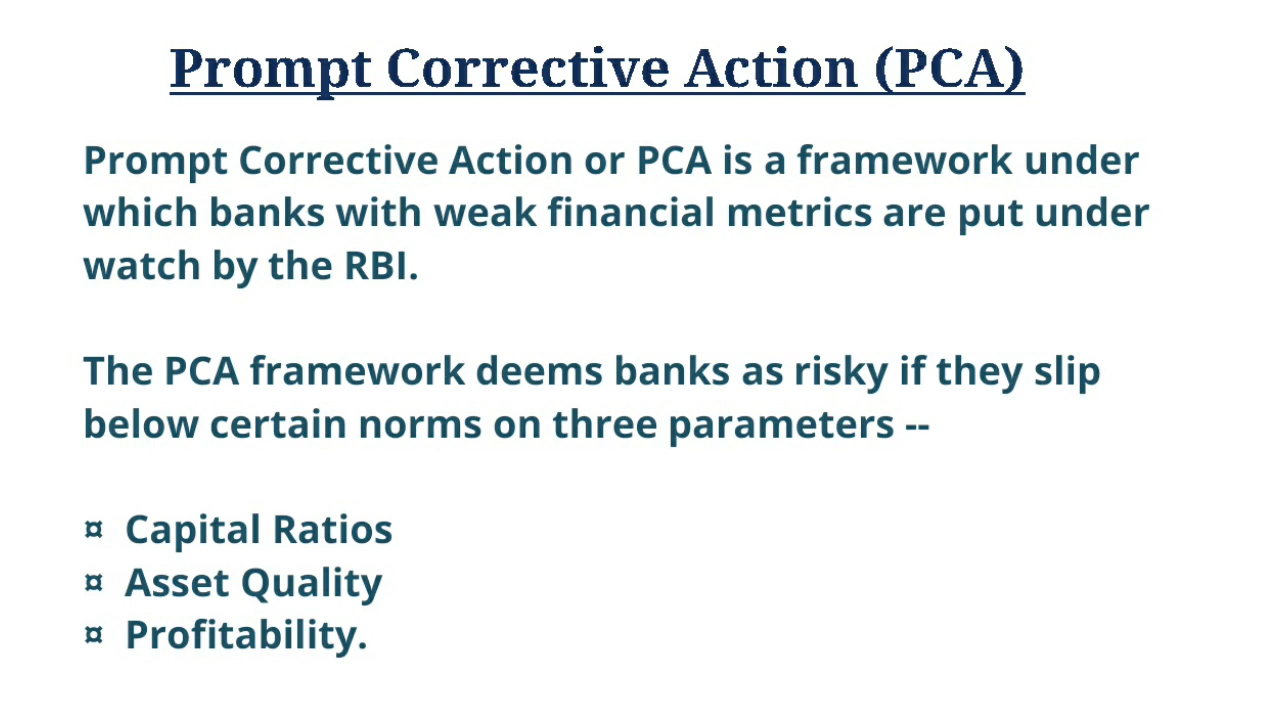 Prompt Corrective Action (PCA)
Prompt Corrective Action or PCA is a framework under
which banks with weak financial metrics are put under
watch by the RBI.
The PCA framework deems banks as risky if they slip
below certain norms on three parameters --
¤ Capital Ratios
¤ Asset Quality
¤ Profitability.